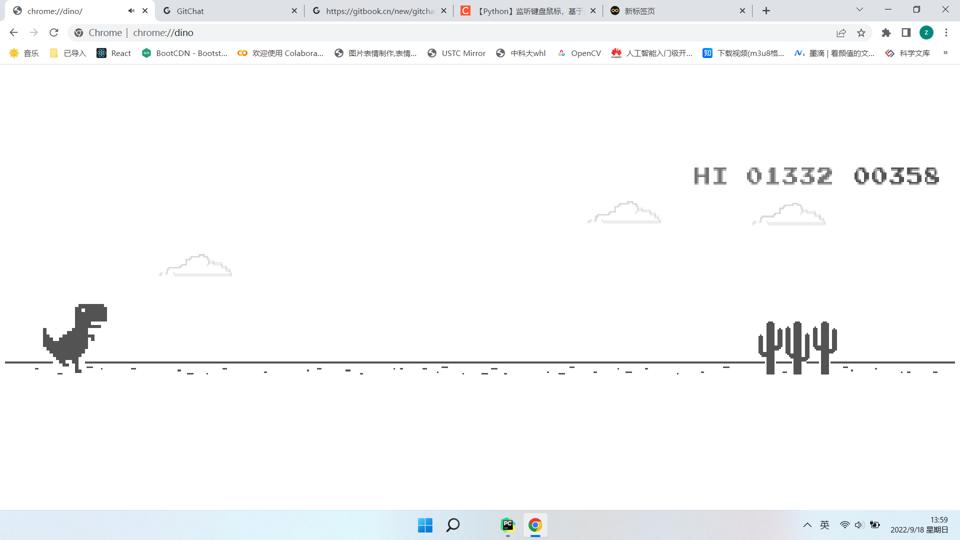 chrome://dino/
GitChat
https://gitbook.cn/new/gitcha
【Python】监听键盘鼠标，基于
新标签页
Chrome | chrome://dino
音乐
已导入
React
BootCDN - Bootst...
欢迎使用 Colabora...
图片表情制作,表情...
USTC Mirror
中科大whl
OpenCV
人工智能入门极开...
下载视频(m3u8格...
墨滴 | 看颜值的文...
科学文库
»
HI 01332 00358
英
13:59
2022/9/18 星期日